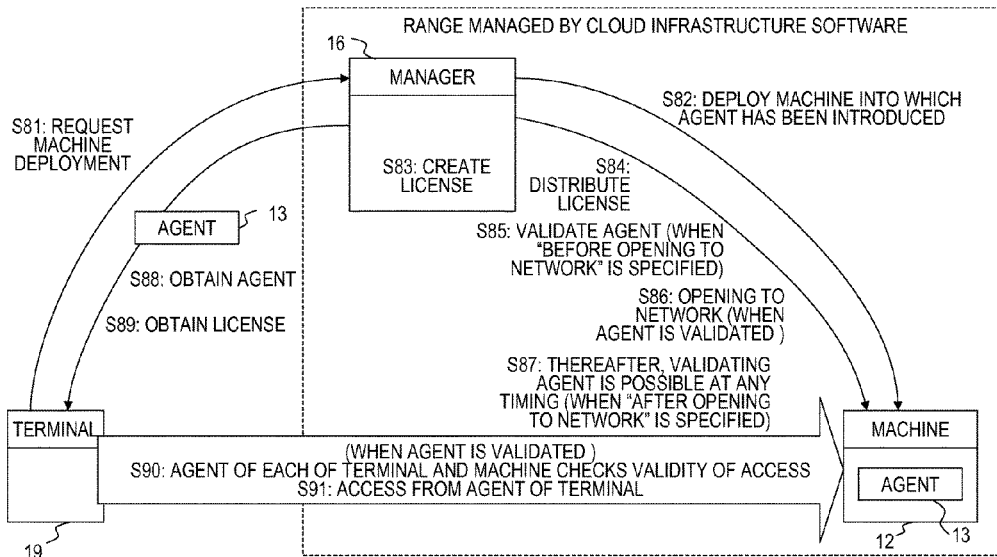 RANGE MANAGED BY CLOUD INFRASTRUCTURE SOFTWARE
16
MANAGER
S81: REQUEST
MACHINE
DEPLOYMENT
S82: DEPLOY MACHINE INTO WHICH
AGENT HAS BEEN INTRODUCED
S83: CREATE
LICENSE
S84:
DISTRIBUTE
LICENSE
AGENT
13
S85: VALIDATE AGENT (WHEN
"BEFORE OPENING TO
NETWORK" IS SPECIFIED)
S88: OBTAIN AGENT
S86: OPENING TO
NETWORK (WHEN
AGENT IS VALIDATED )
S89: OBTAIN LICENSE
S87: THEREAFTER, VALIDATING
AGENT IS POSSIBLE AT ANY
TIMING (WHEN "AFTER OPENING
TO NETWORK" IS SPECIFIED)
TERMINAL
MACHINE
(WHEN AGENT IS VALIDATED )
S90: AGENT OF EACH OF TERMINAL AND MACHINE CHECKS VALIDITY OF ACCESS
S91: ACCESS FROM AGENT OF TERMINAL
AGENT
19
12
13